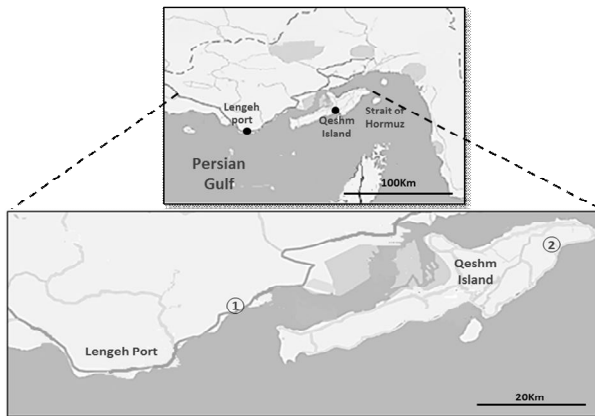 Lengeh
port
Qeshm
Island
Strait of
Hormuz
Persian
Gulf
100Km
1
2
Qeshm
Island
Lengeh Port
20Km